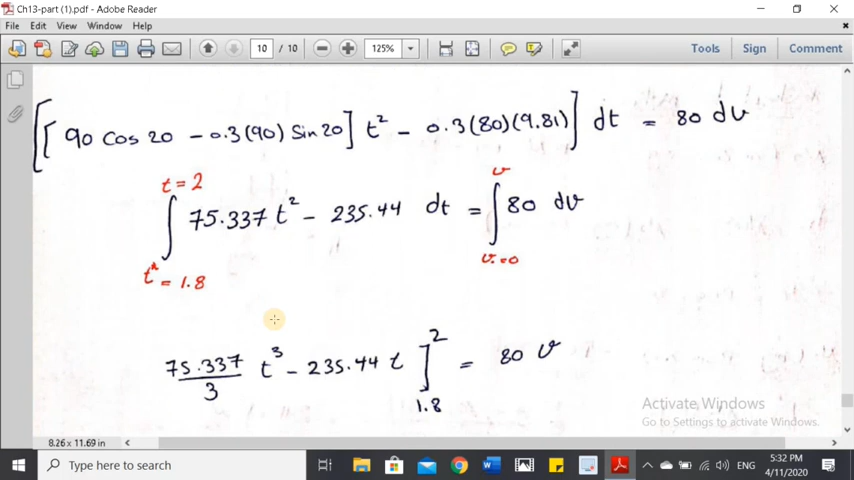 Ch13-part (1).pdf - Adobe Reader
File Edit View Window Help
10 / 10 125% Tools Sign Comment
[[90 Cos 20 - 0.3(90) Sin 20] t² - 0.3(80)(9.81)] dt = 80 dv
t = 2 v
∫ 75.337 t² - 235.44 dt = ∫ 80 dv
t* = 1.8 v.=0
75.337/3 t³ - 235.44 t ]²₁.₈ = 80 v
Activate Windows
Go to Settings to activate Windows.
8.26 x 11.69 in
Type here to search
ENG
5:32 PM
4/11/2020